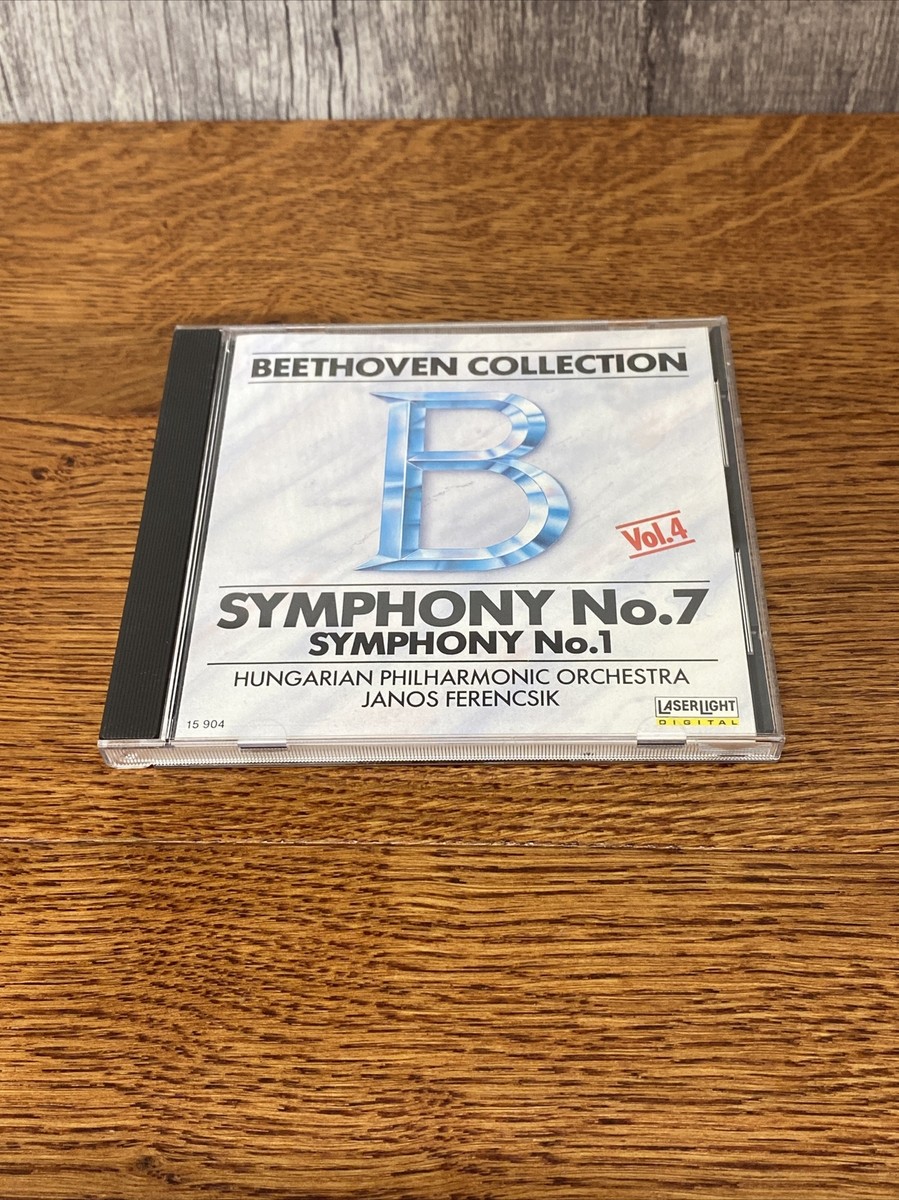 BEETHOVEN COLLECTION
B
Vol.4
SYMPHONY No.7
SYMPHONY No.1
HUNGARIAN PHILHARMONIC ORCHESTRA
JANOS FERENCSIK
15 904
LASERLIGHT
DIGITAL